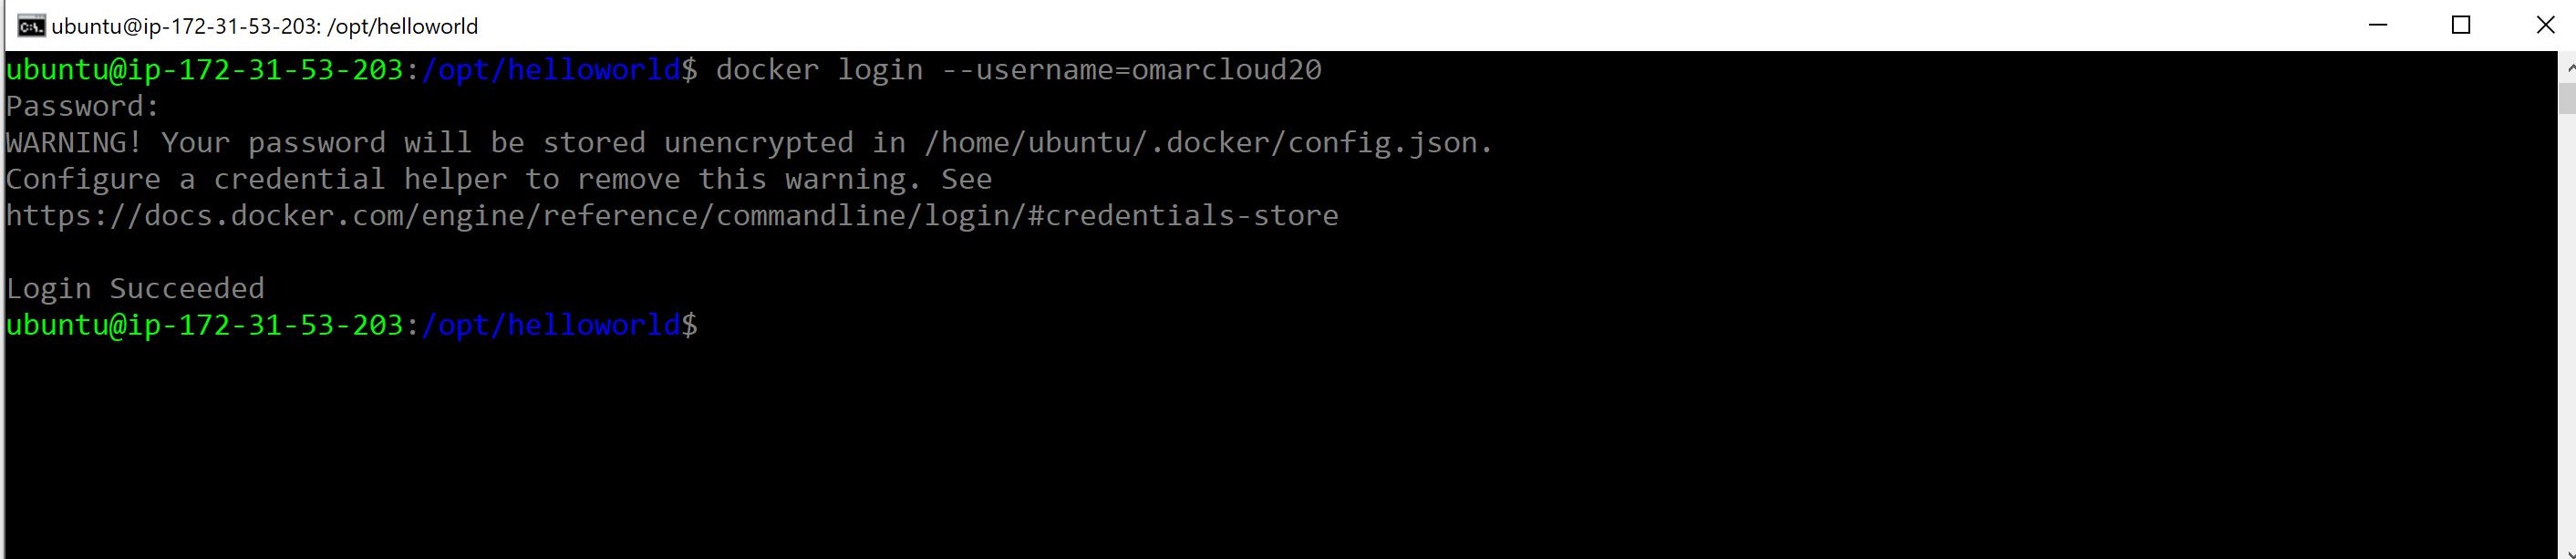 ubuntu@ip-172-31-53-203: /opt/helloworld
ubuntu@ip-172-31-53-203:/opt/helloworld$ docker login --username=omarcloud20
Password:
WARNING! Your password will be stored unencrypted in /home/ubuntu/.docker/config.json.
Configure a credential helper to remove this warning. See
https://docs.docker.com/engine/reference/commandline/login/#credentials-store
Login Succeeded
ubuntu@ip-172-31-53-203:/opt/helloworld$